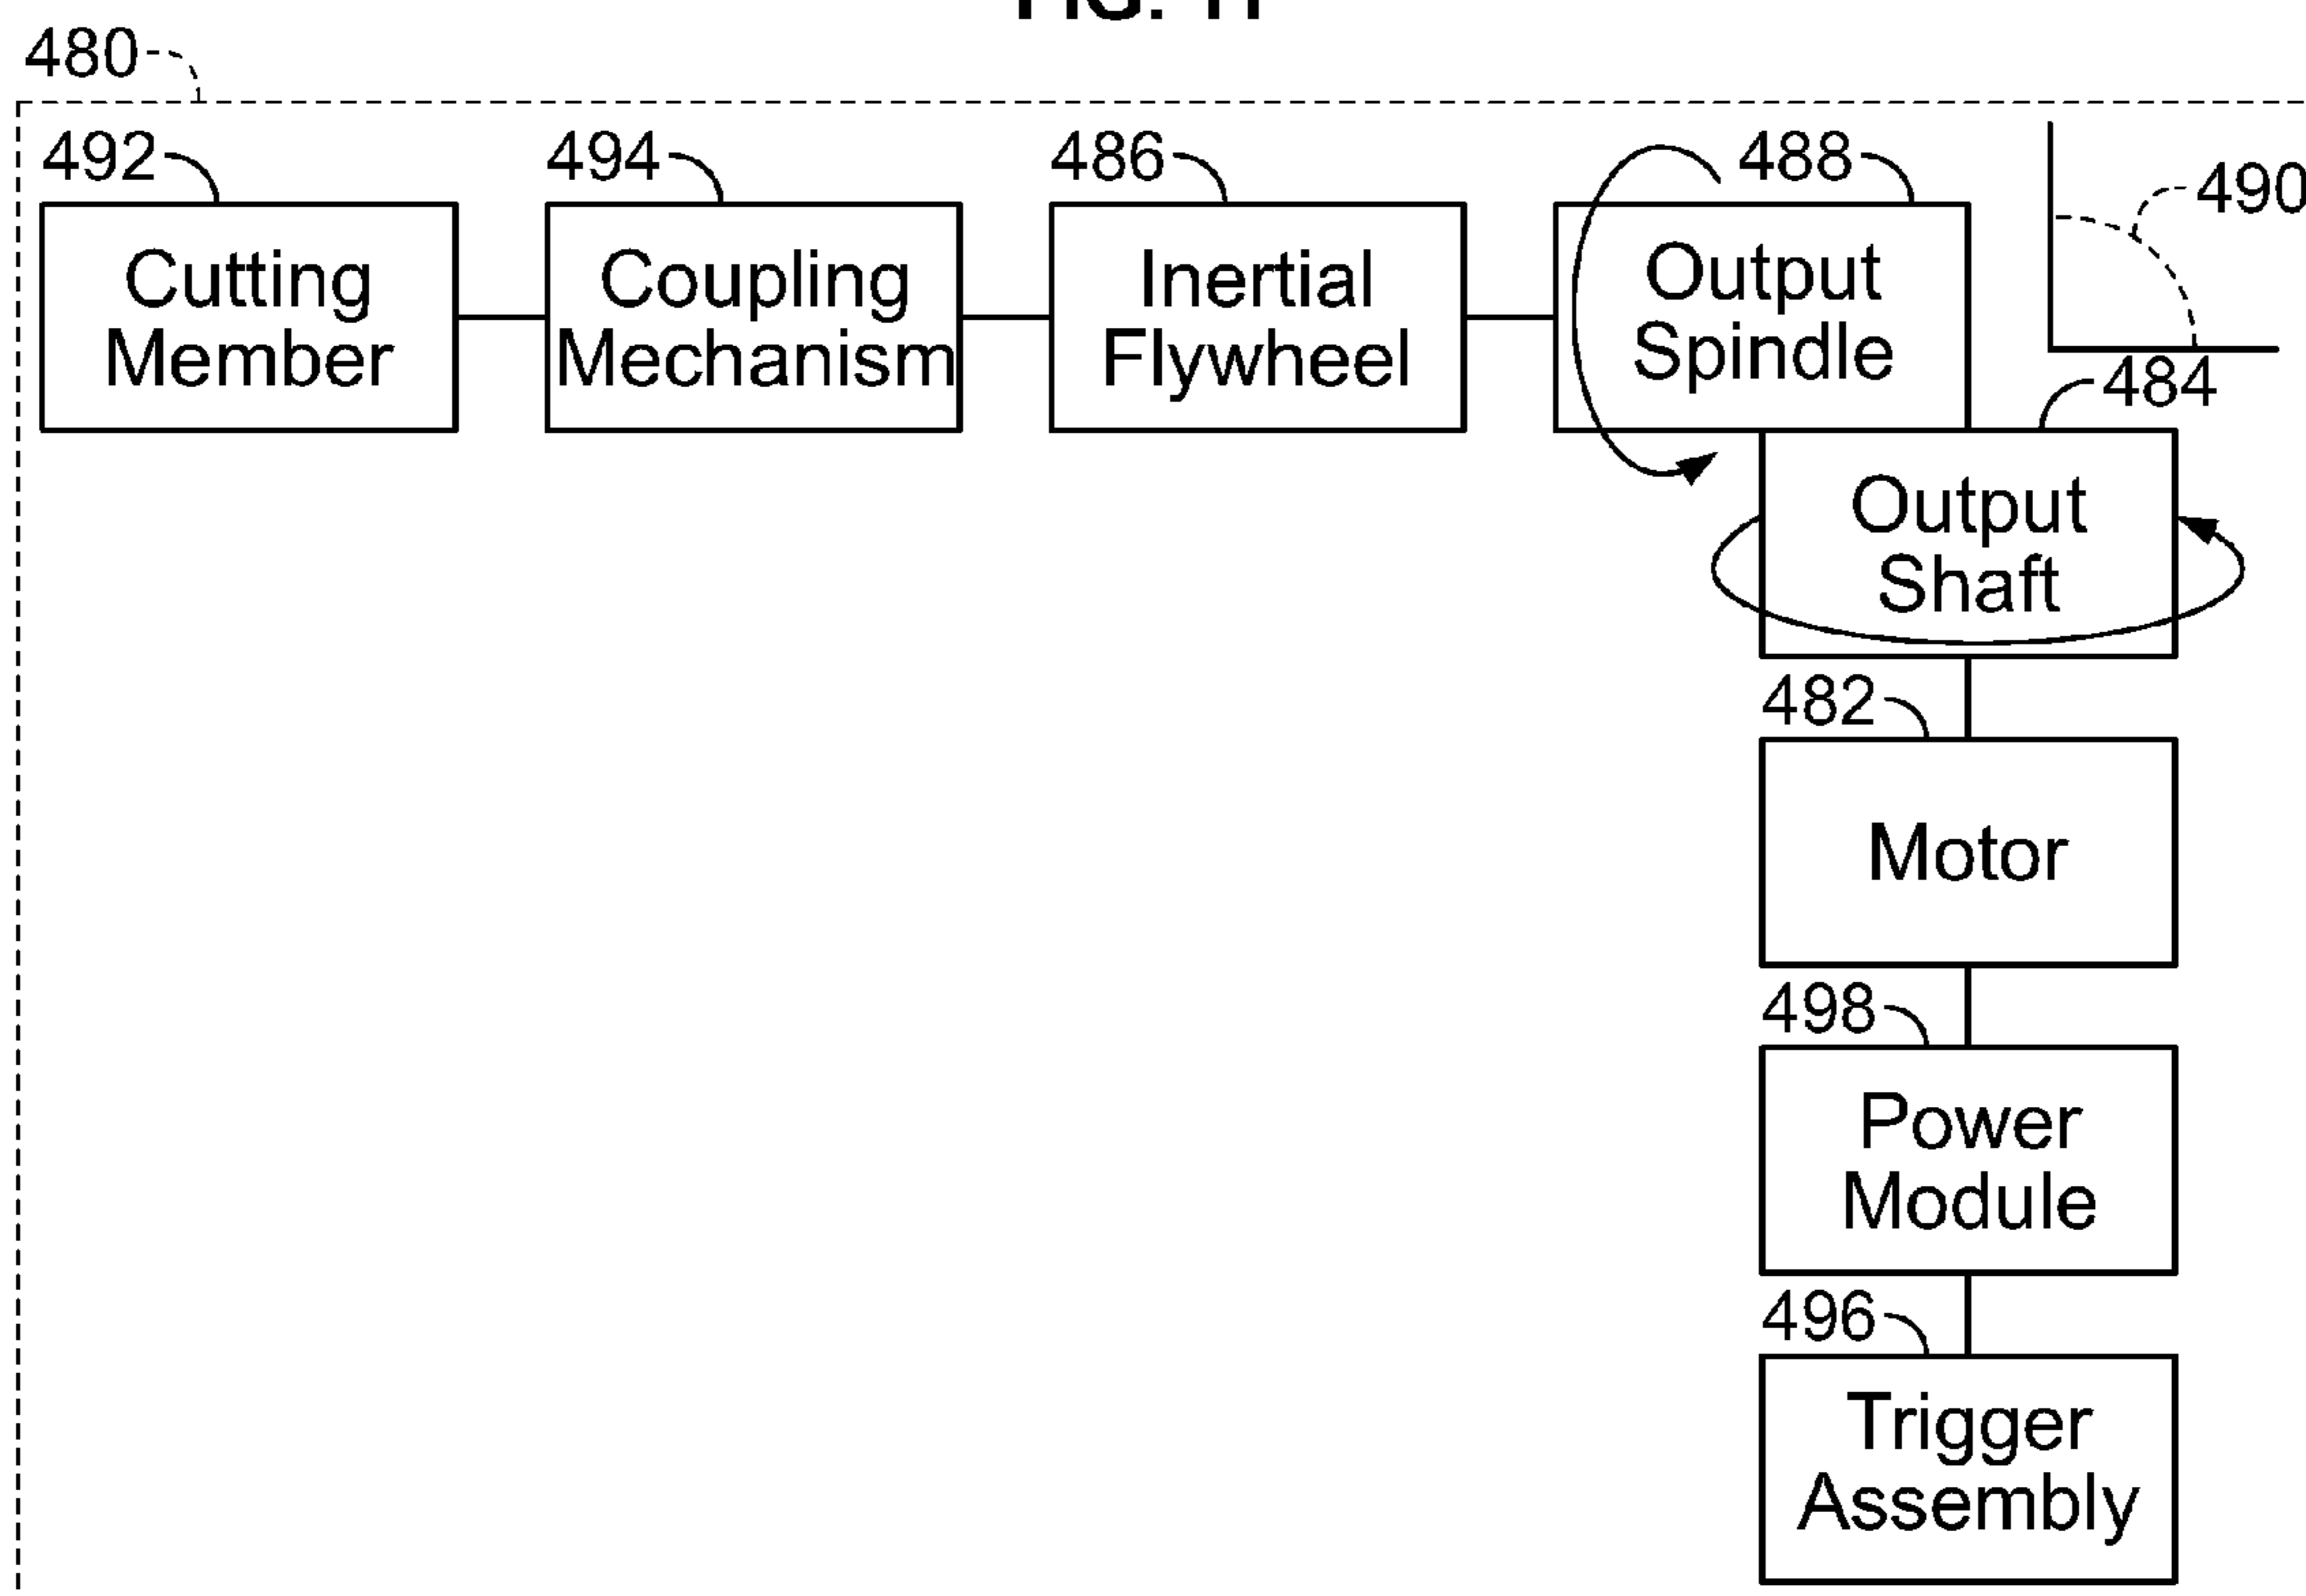 480
492
494
486
488
490
Cutting
Member
Coupling
Mechanism
Inertial
Flywheel
Output
Spindle
484
Output
Shaft
482
Motor
498
Power
Module
496
Trigger
Assembly